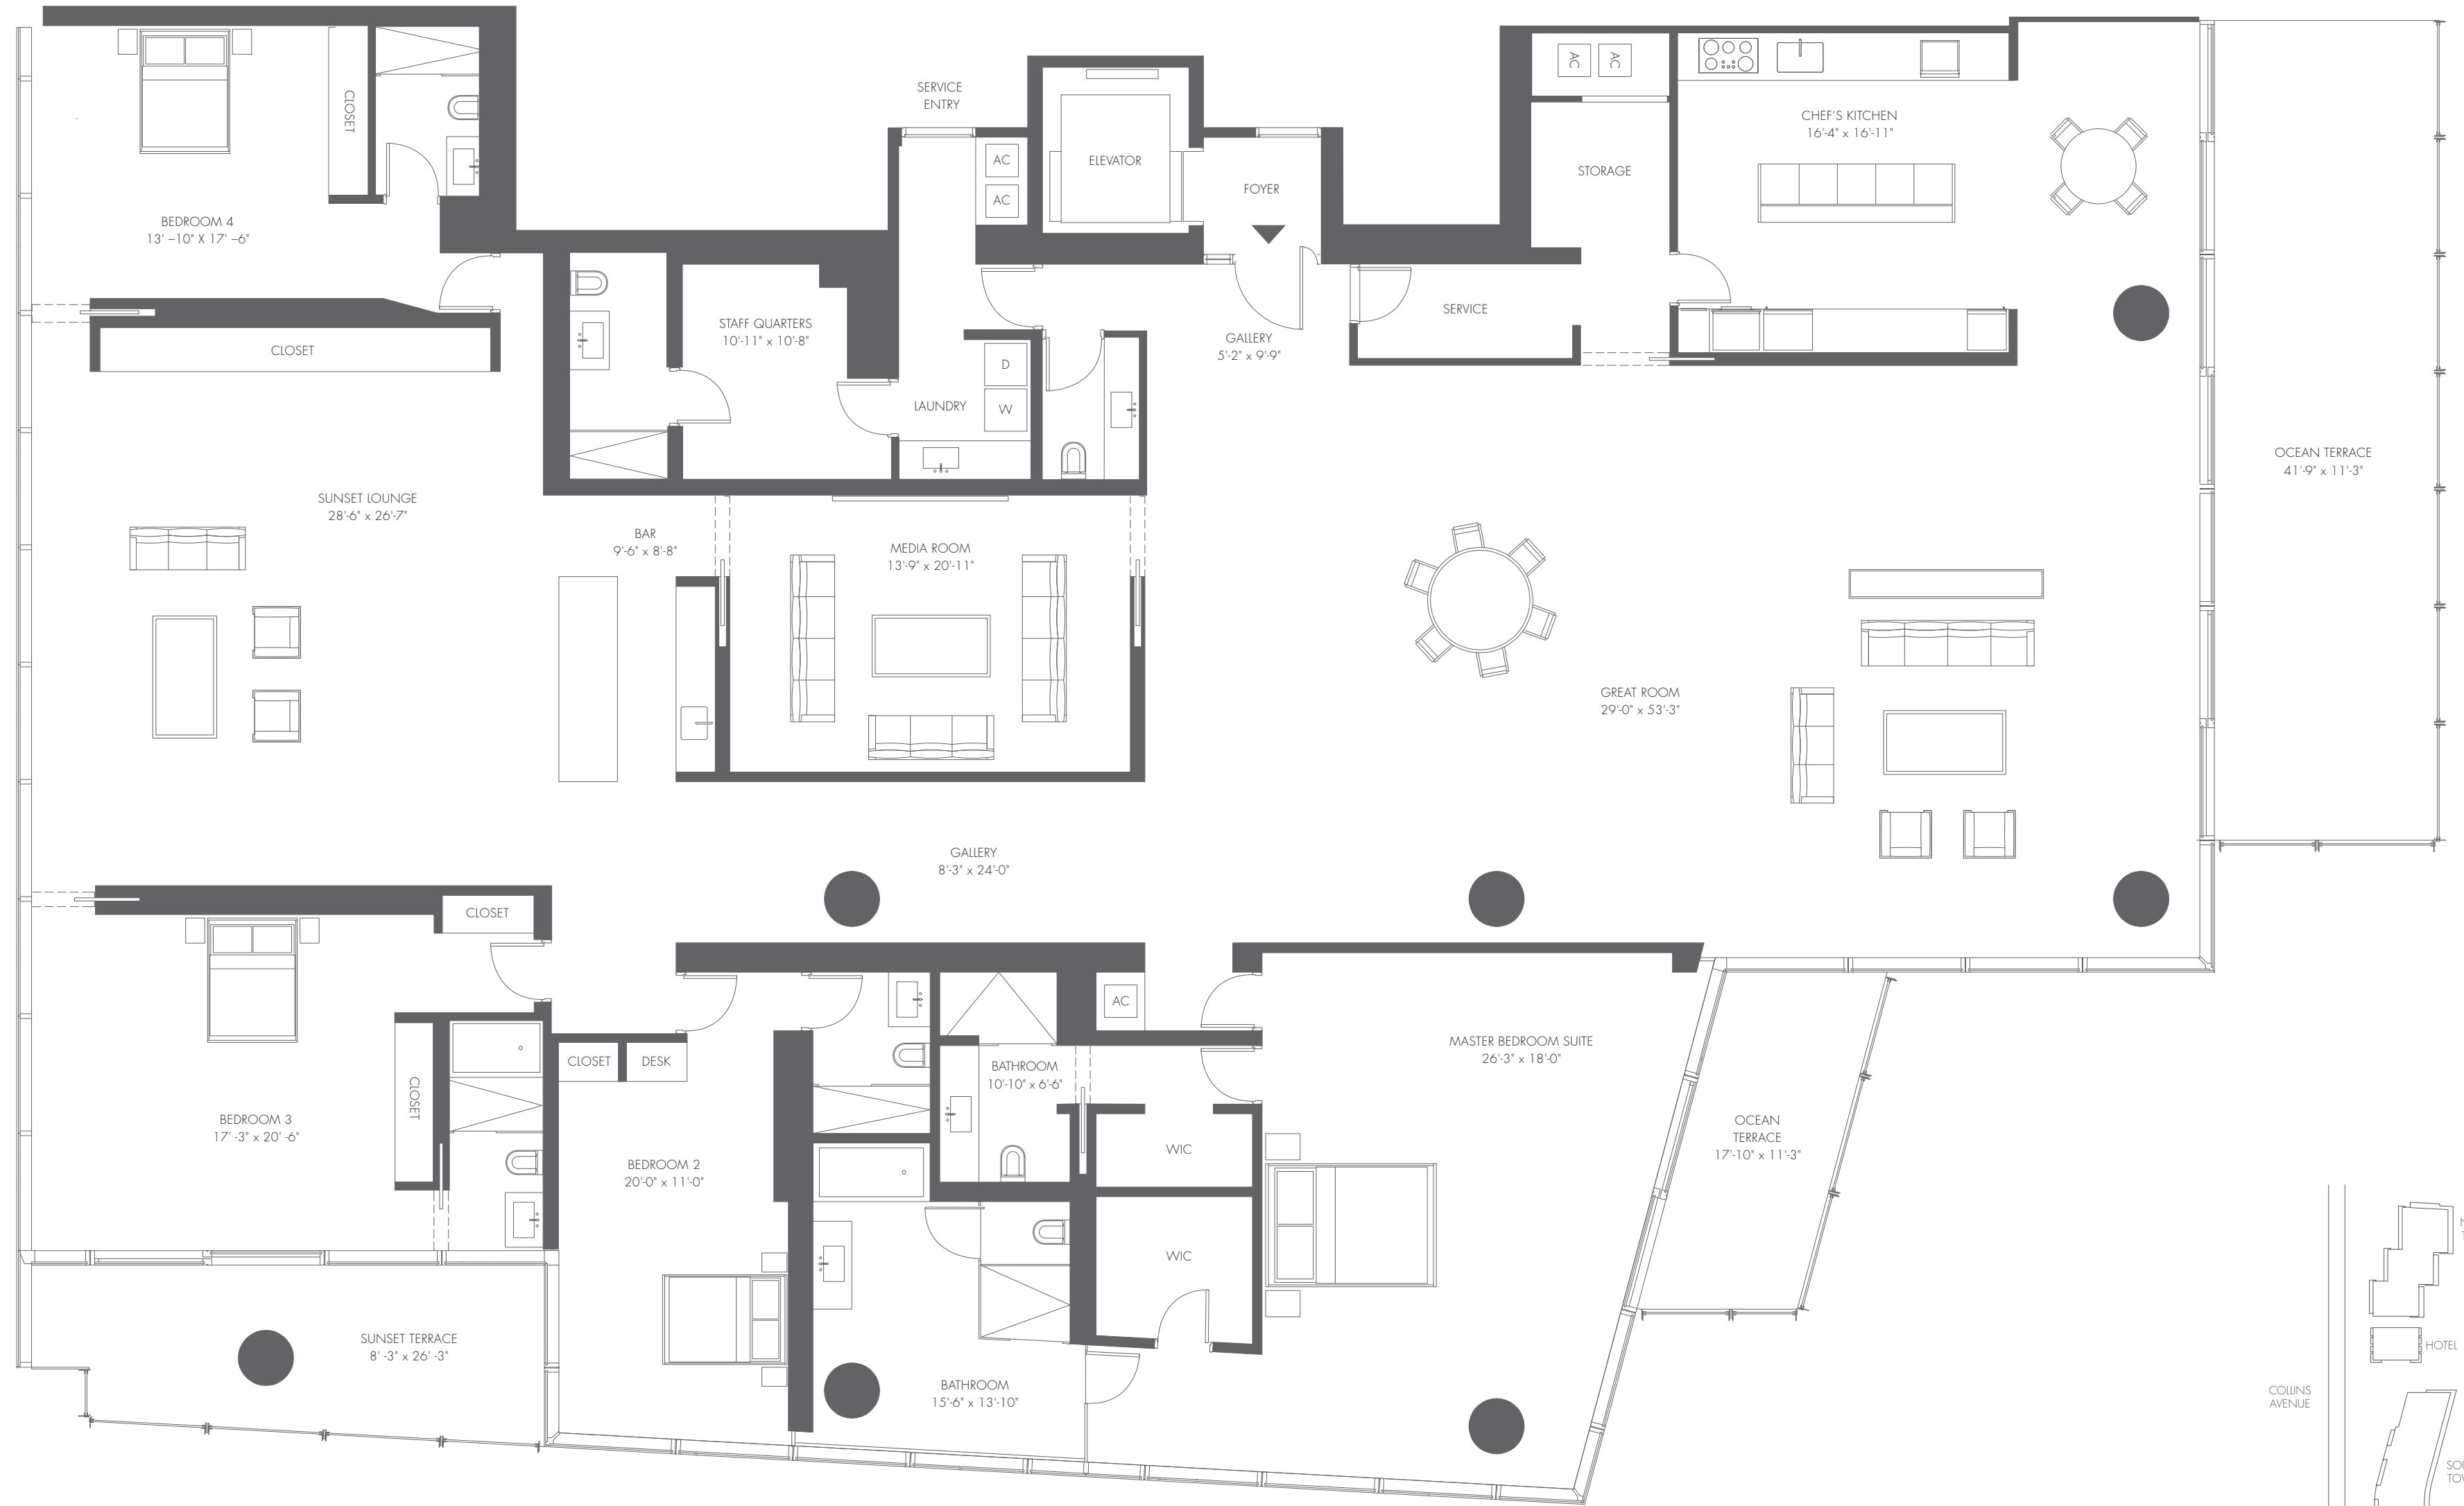 CLOSET
BEDROOM 4
13' –10" X 17' –6"
CLOSET
SERVICE
ENTRY
AC
AC
ELEVATOR
FOYER
AC
AC
STORAGE
CHEF'S KITCHEN
16'-4" x 16'-11"
STAFF QUARTERS
10'-11" x 10'-8"
D
W
LAUNDRY
GALLERY
5'-2" x 9'-9"
SERVICE
OCEAN TERRACE
41'-9" x 11'-3"
SUNSET LOUNGE
28'-6" x 26'-7"
BAR
9'-6" x 8'-8"
MEDIA ROOM
13'-9" x 20'-11"
GREAT ROOM
29'-0" x 53'-3"
GALLERY
8'-3" x 24'-0"
CLOSET
CLOSET
BEDROOM 3
17' -3" x 20' -6"
CLOSET
DESK
BEDROOM 2
20'-0" x 11'-0"
BATHROOM
10'-10" x 6'-6"
AC
WIC
WIC
MASTER BEDROOM SUITE
26'-3" x 18'-0"
OCEAN
TERRACE
17'-10" x 11'-3"
SUNSET TERRACE
8' -3" x 26' -3"
BATHROOM
15'-6" x 13'-10"
HOTEL
COLLINS
AVENUE